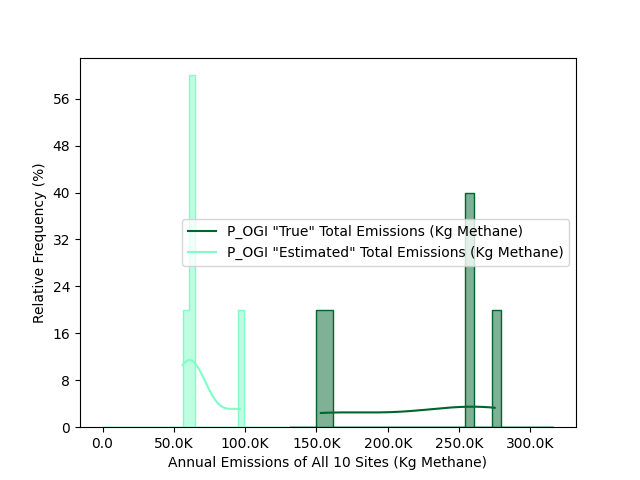 Relative Frequency (%)
56
48
40
32
24
16
8
0
P_OGI "True" Total Emissions (Kg Methane)
P_OGI "Estimated" Total Emissions (Kg Methane)
0.0 50.0K 100.0K 150.0K 200.0K 250.0K 300.0K
Annual Emissions of All 10 Sites (Kg Methane)